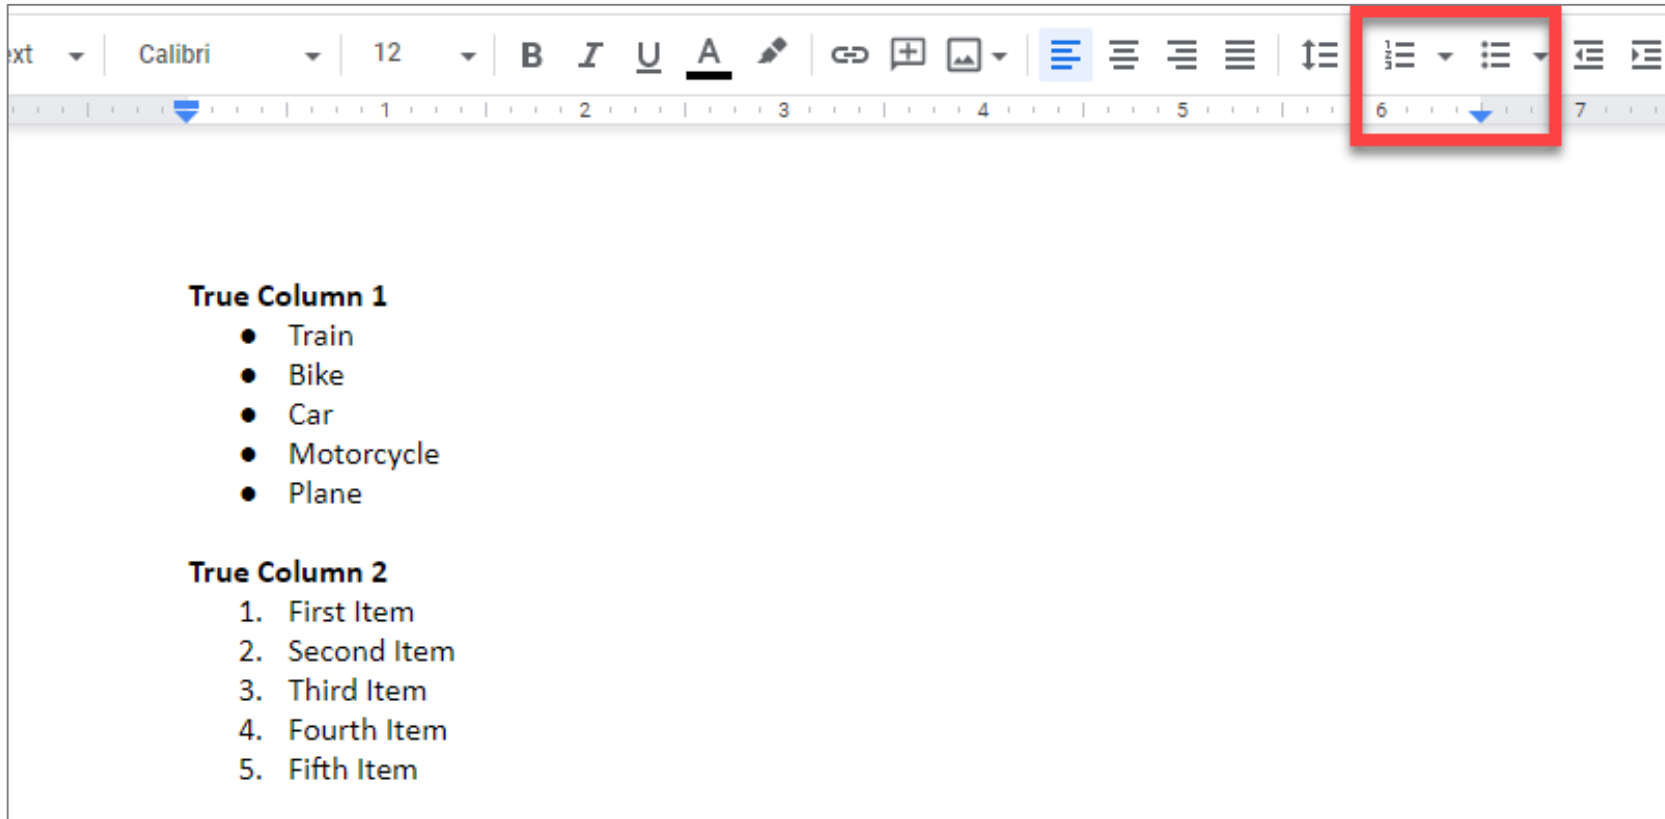 ext Calibri 12 B I U A
1 2 3 4 5 6 7
True Column 1
● Train
● Bike
● Car
● Motorcycle
● Plane
True Column 2
1. First Item
2. Second Item
3. Third Item
4. Fourth Item
5. Fifth Item